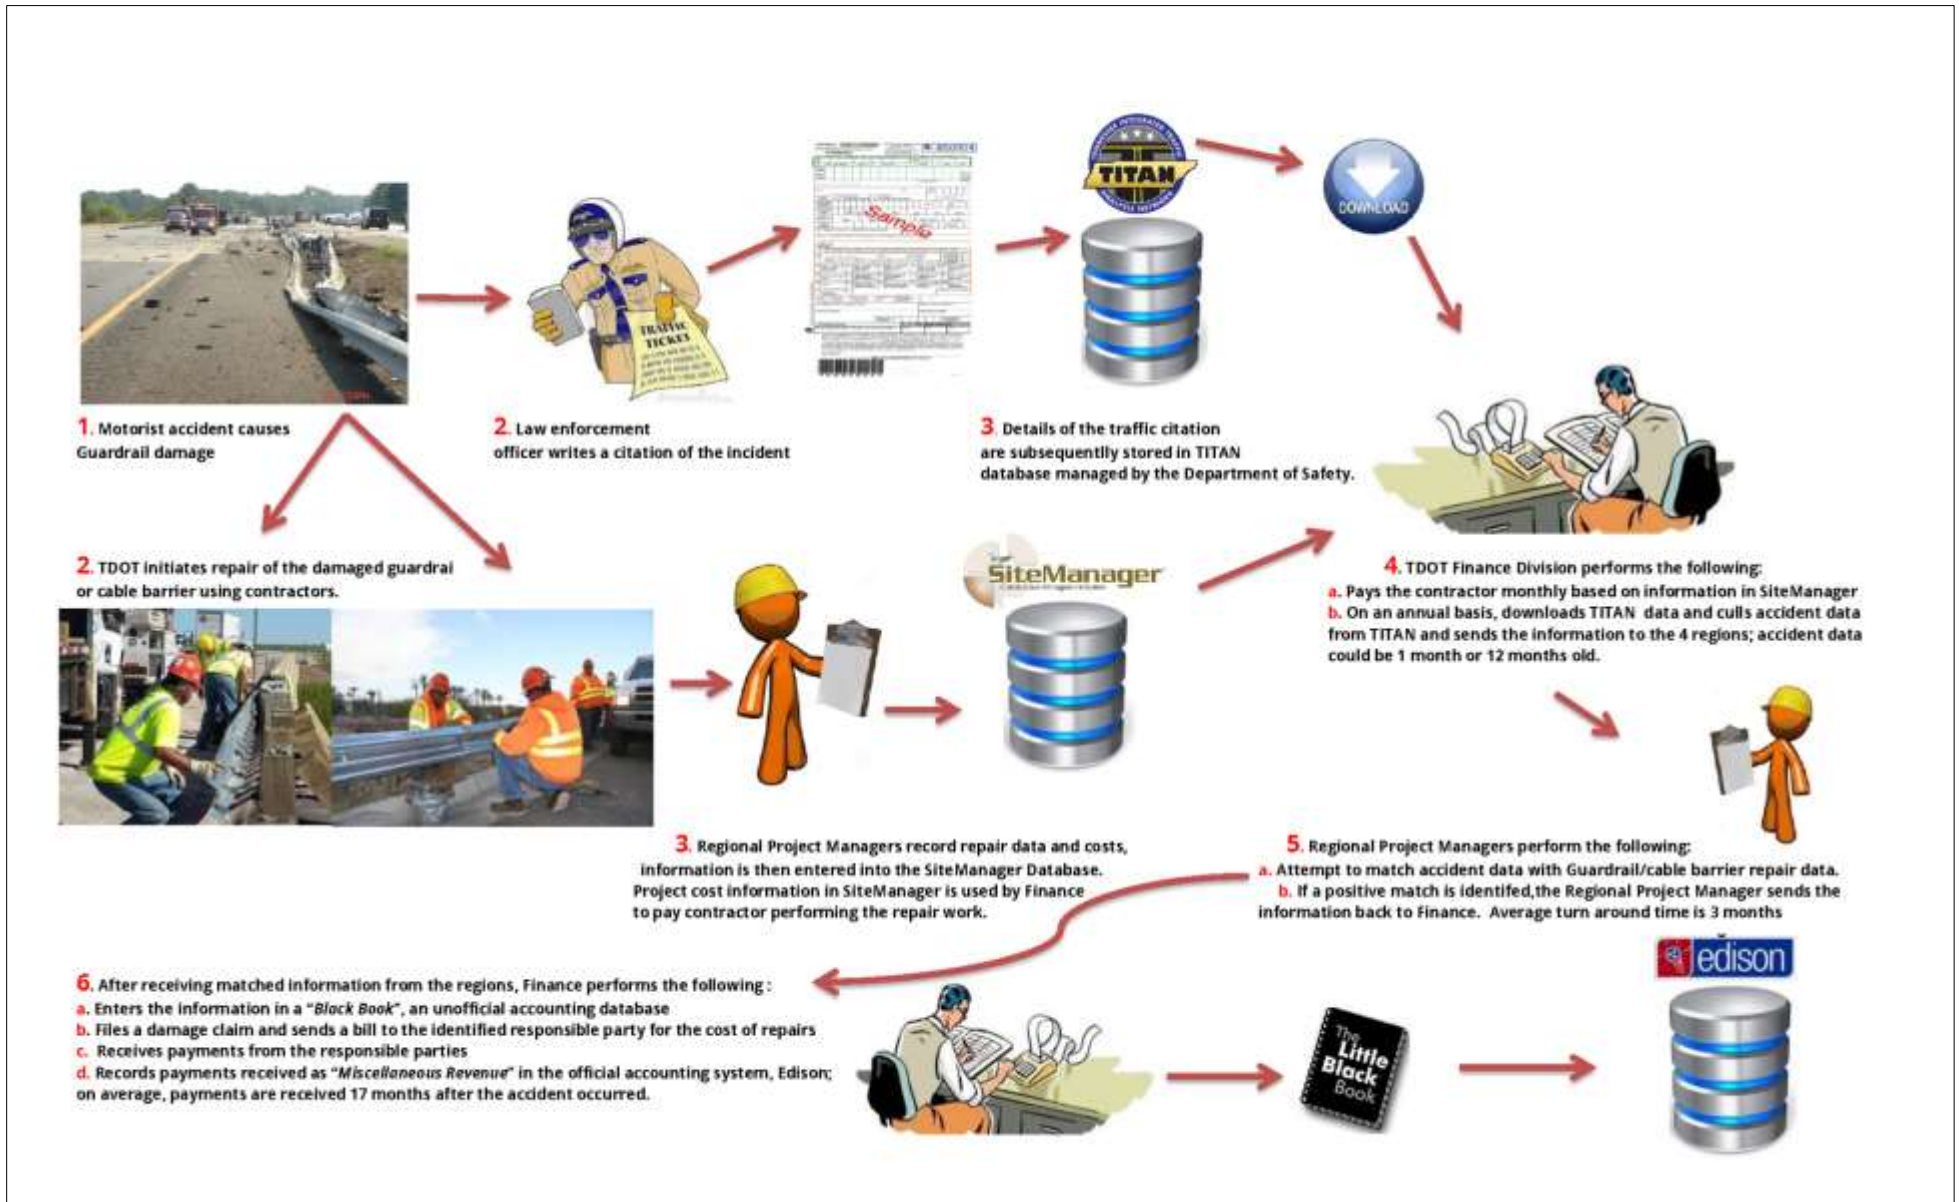 TENNESSEE INTEGRATED TRAFFIC
TITAN
ANALYSIS NETWORK
DOWNLOAD
Sample
TRAFFIC
TICKET
1. Motorist accident causes
Guardrail damage
2. Law enforcement
officer writes a citation of the incident
3. Details of the traffic citation
are subsequentlly stored in TITAN
database managed by the Department of Safety.
2. TDOT initiates repair of the damaged guardrai
or cable barrier using contractors.
SiteManager
4. TDOT Finance Division performs the following:
a. Pays the contractor monthly based on information in SiteManager
b. On an annual basis, downloads TITAN data and culls accident data
from TITAN and sends the information to the 4 regions; accident data
could be 1 month or 12 months old.
3. Regional Project Managers record repair data and costs,
information is then entered into the SiteManager Database.
Project cost information in SiteManager is used by Finance
to pay contractor performing the repair work.
5. Regional Project Managers perform the following:
a. Attempt to match accident data with Guardrail/cable barrier repair data.
b. If a positive match is identifed,the Regional Project Manager sends the
information back to Finance. Average turn around time is 3 months
6. After receiving matched information from the regions, Finance performs the following :
a. Enters the information in a "Black Book", an unofficial accounting database
b. Files a damage claim and sends a bill to the identified responsible party for the cost of repairs
c. Receives payments from the responsible parties
d. Records payments received as "Miscellaneous Revenue" in the official accounting system, Edison;
on average, payments are received 17 months after the accident occurred.
The
Little
Black
Book
edison